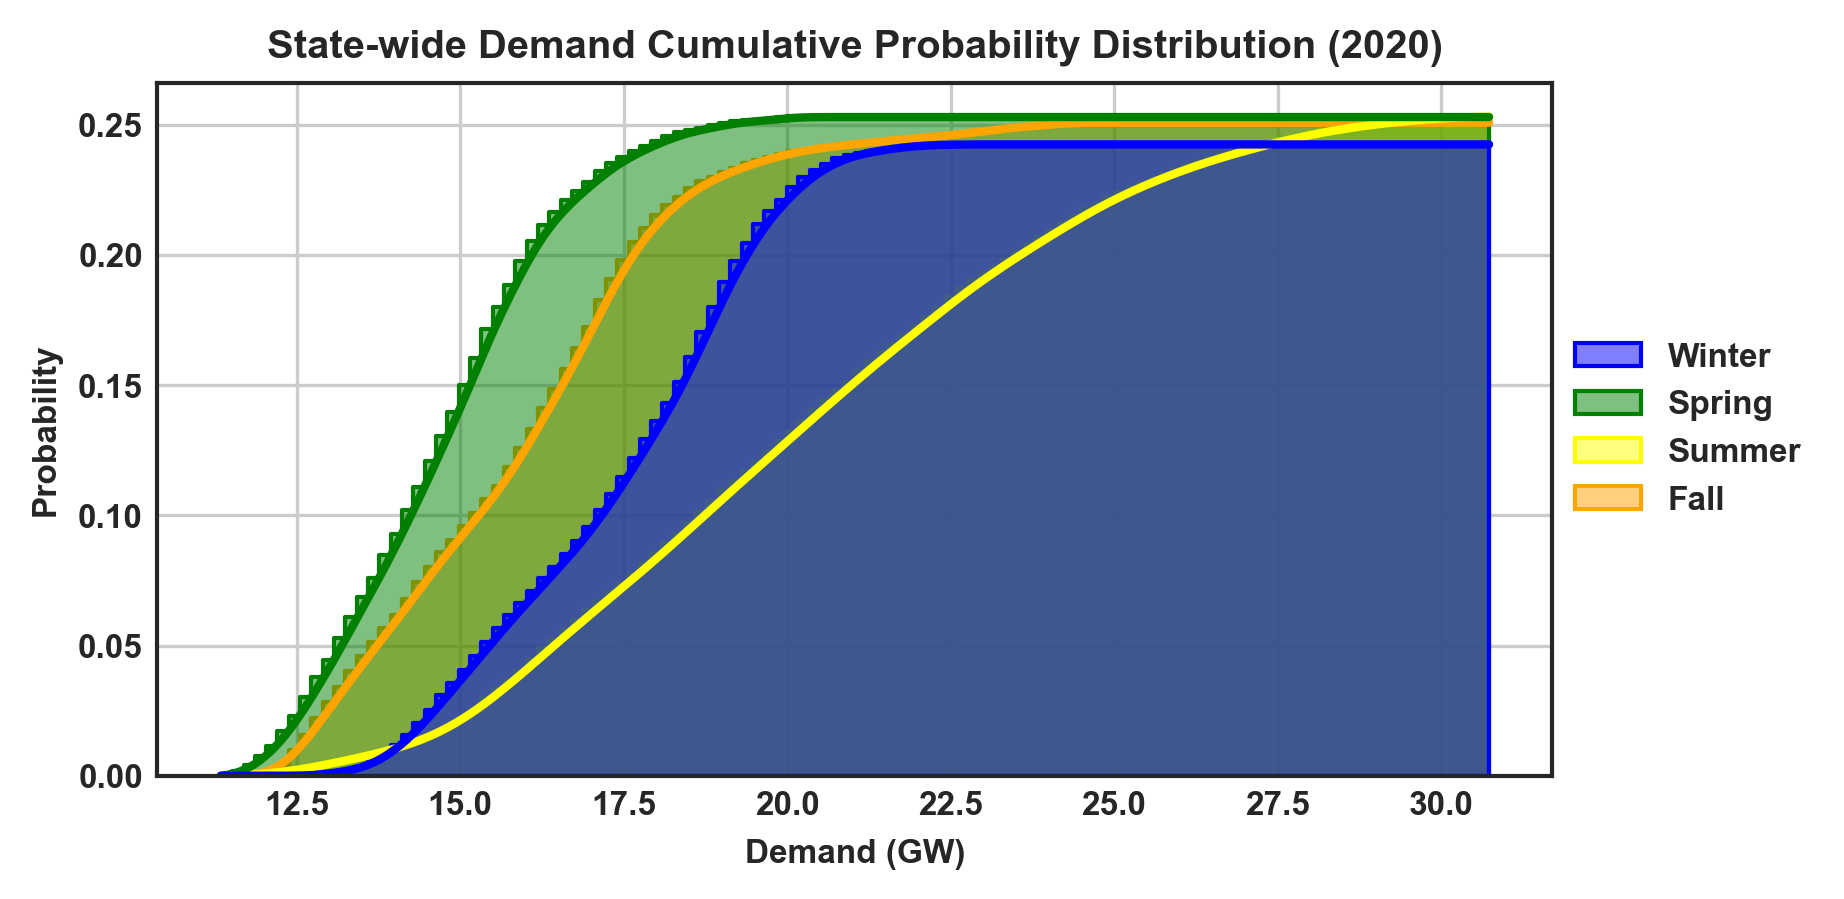 State-wide Demand Cumulative Probability Distribution (2020)
Probability
0.25
0.20
0.15
0.10
0.05
0.00
12.5 15.0 17.5 20.0 22.5 25.0 27.5 30.0
Demand (GW)
Winter
Spring
Summer
Fall